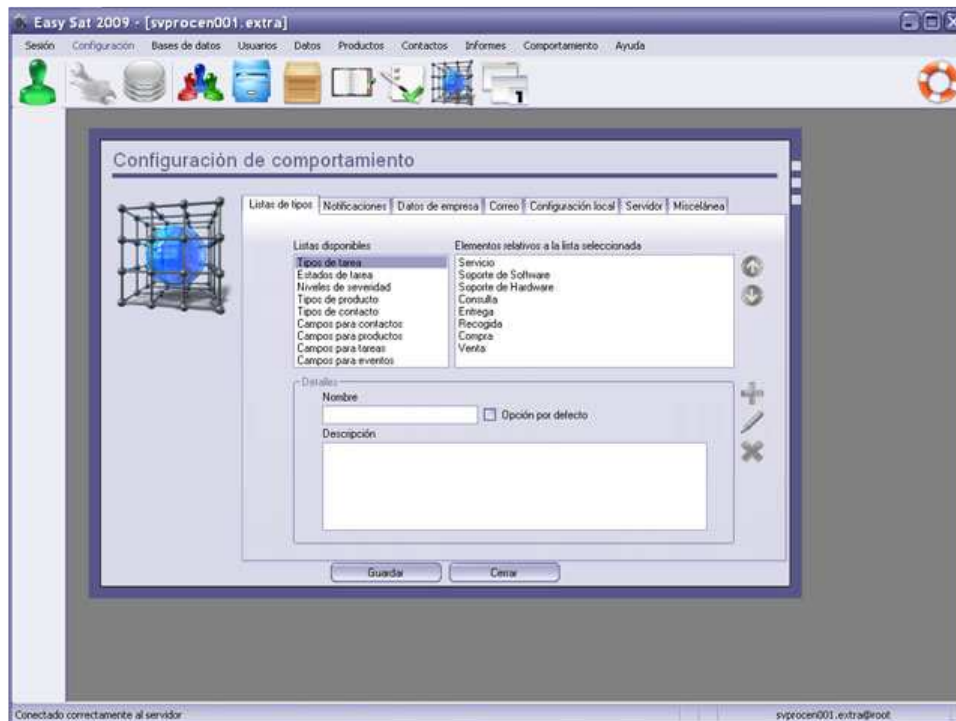 Easy Sat 2009 - [svprocen001.extra]
Sesión Configuración Bases de datos Usuarios Datos Productos Contactos Informes Comportamiento Ayuda
1
Configuración de comportamiento
Listas de tipos Notificaciones Datos de empresa Correo Configuración local Servidor Miscelánea
Listas disponibles
Tipos de tarea
Estados de tarea
Niveles de severidad
Tipos de producto
Tipos de contacto
Campos para contactos
Campos para productos
Campos para tareas
Campos para eventos
Elementos relativos a la lista seleccionada
Servicio
Soporte de Software
Soporte de Hardware
Consulta
Entrega
Recogida
Compra
Venta
Detalles
Nombre
Opción por defecto
Descripción
Guardar Cerrar
Conectado correctamente al servidor svprocen001.extra@root